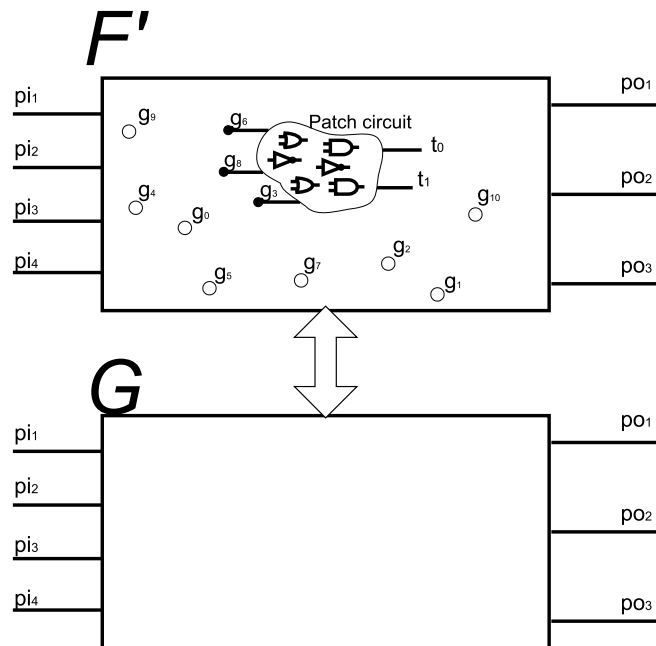 F'
pi1
po1
g9
g6
Patch circuit
t0
pi2
g8
t1
po2
g3
pi3
g4
g0
g10
pi4
g2
po3
g5
g7
g1
G
pi1
po1
pi2
po2
pi3
pi4
po3